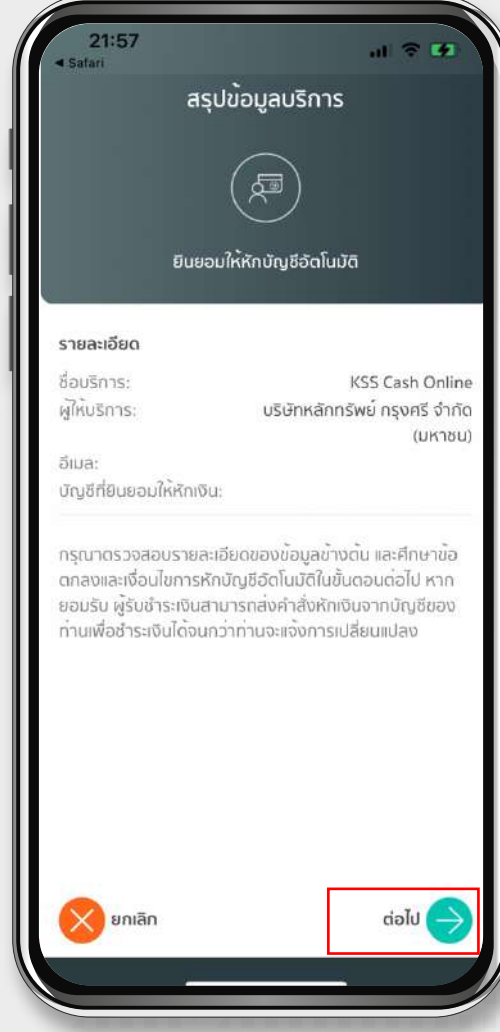 21:57
◀ Safari
สรุปข้อมูลบริการ
ยินยอมให้หักบัญชีอัตโนมัติ
รายละเอียด
ชื่อบริการ: KSS Cash Online
ผู้ให้บริการ: บริษัทหลักทรัพย์ กรุงศรี จำกัด
(มหาชน)
อีเมล:
บัญชีที่ยินยอมให้หักเงิน:
กรุณาตรวจสอบรายละเอียดของข้อมูลข้างต้น และศึกษาข้อ
ตกลงและเงื่อนไขการหักบัญชีอัตโนมัติในขั้นตอนต่อไป หาก
ยอมรับ ผู้รับชำระเงินสามารถส่งคำสั่งหักเงินจากบัญชีของ
ท่านเพื่อชำระเงินได้จนกว่าท่านจะแจ้งการเปลี่ยนแปลง
ยกเลิก ต่อไป